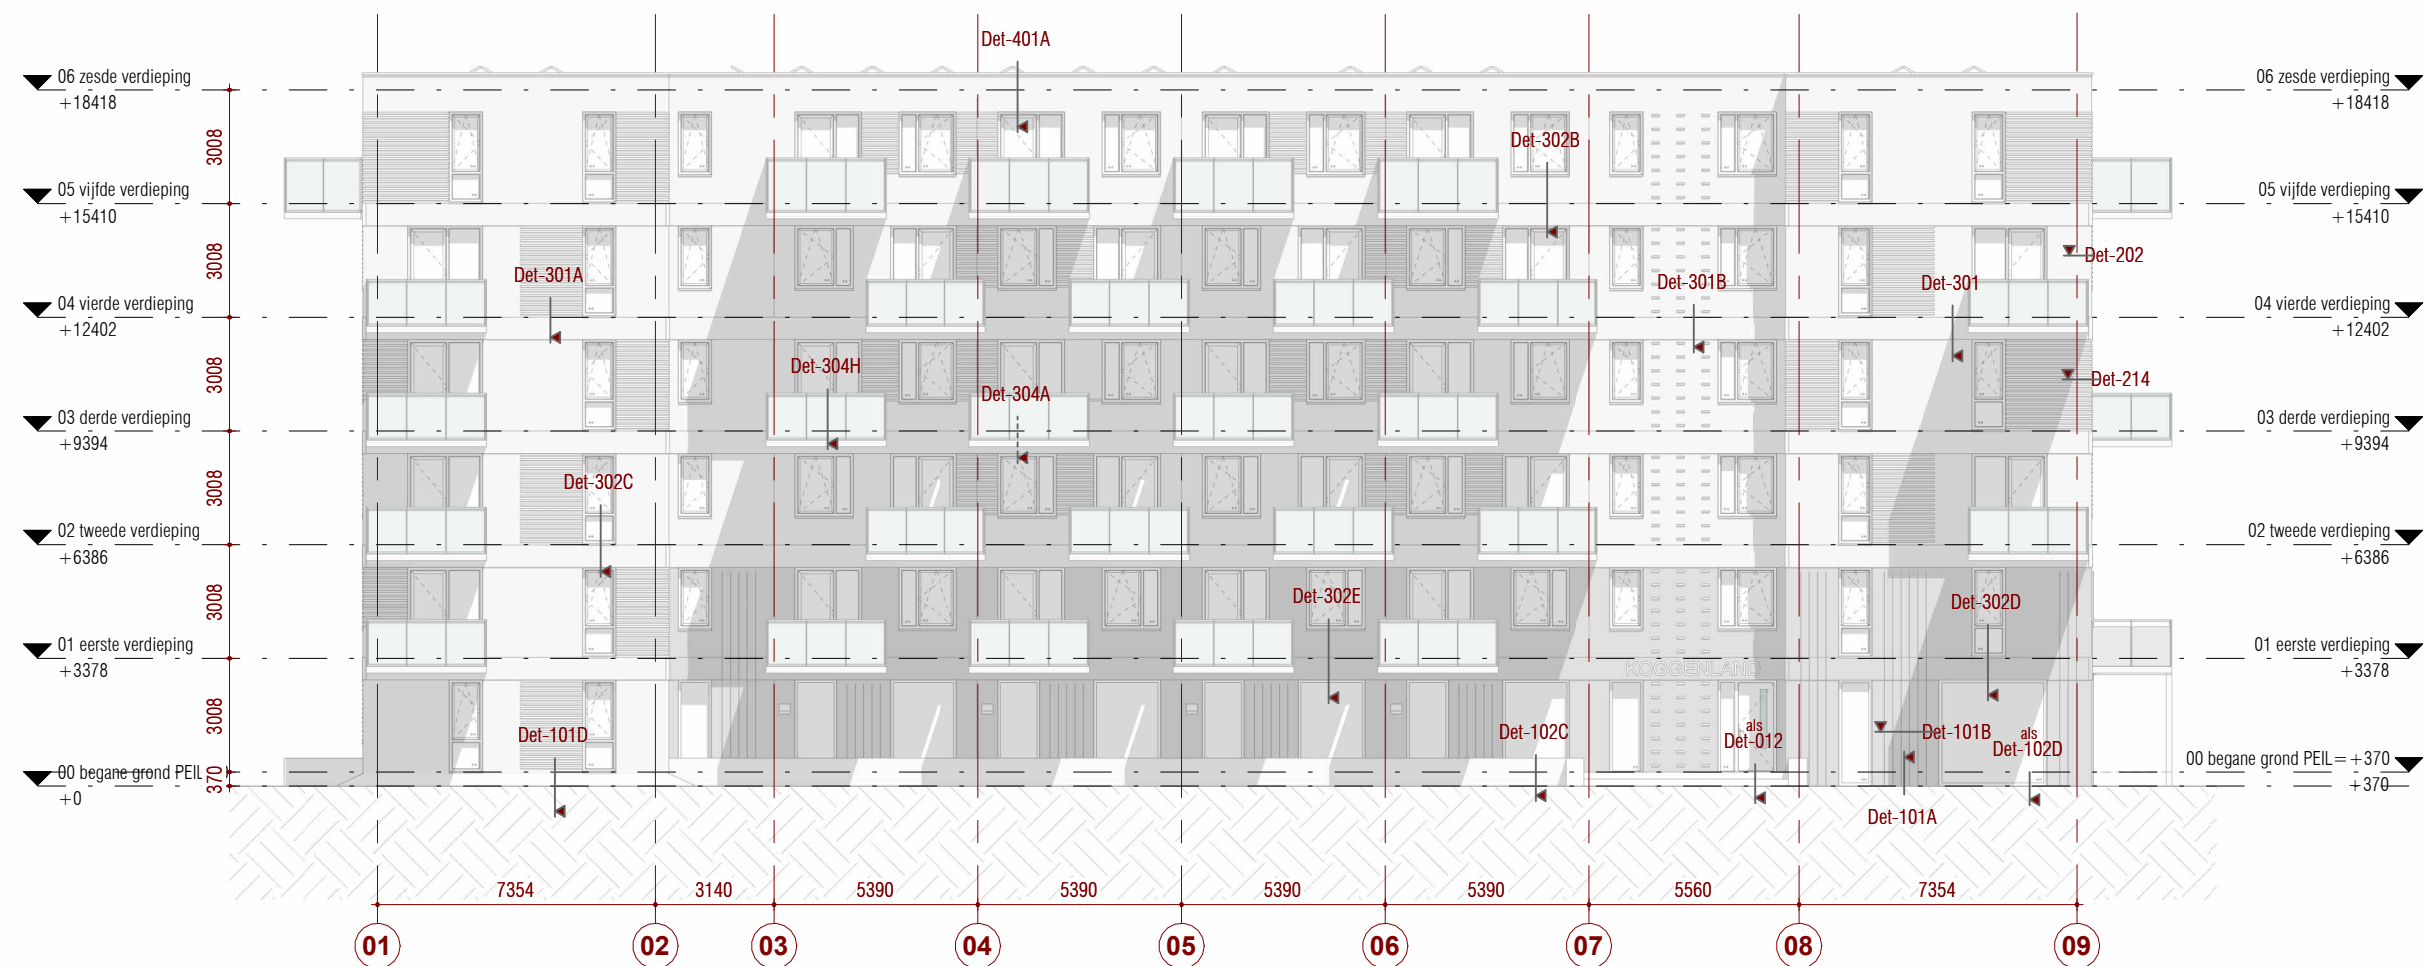 Det-401A
06 zesde verdieping
+18418
06 zesde verdieping
+18418
3008
Det-302B
05 vijfde verdieping
+15410
05 vijfde verdieping
+15410
3008
Det-202
Det-301A
Det-301B
Det-301
04 vierde verdieping
+12402
04 vierde verdieping
+12402
3008
Det-304H
Det-304A
Det-214
03 derde verdieping
+9394
03 derde verdieping
+9394
3008
Det-302C
02 tweede verdieping
+6386
02 tweede verdieping
+6386
3008
Det-302E
Det-302D
01 eerste verdieping
+3378
KOGGENLAND
01 eerste verdieping
+3378
3008
Det-101D
Det-102C
als
Det-012
Det-101B
als
Det-102D
00 begane grond PEIL
+0
370
00 begane grond PEIL=+370
+370
Det-101A
7354 3140 5390 5390 5390 5390 5560 7354
01 02 03 04 05 06 07 08 09